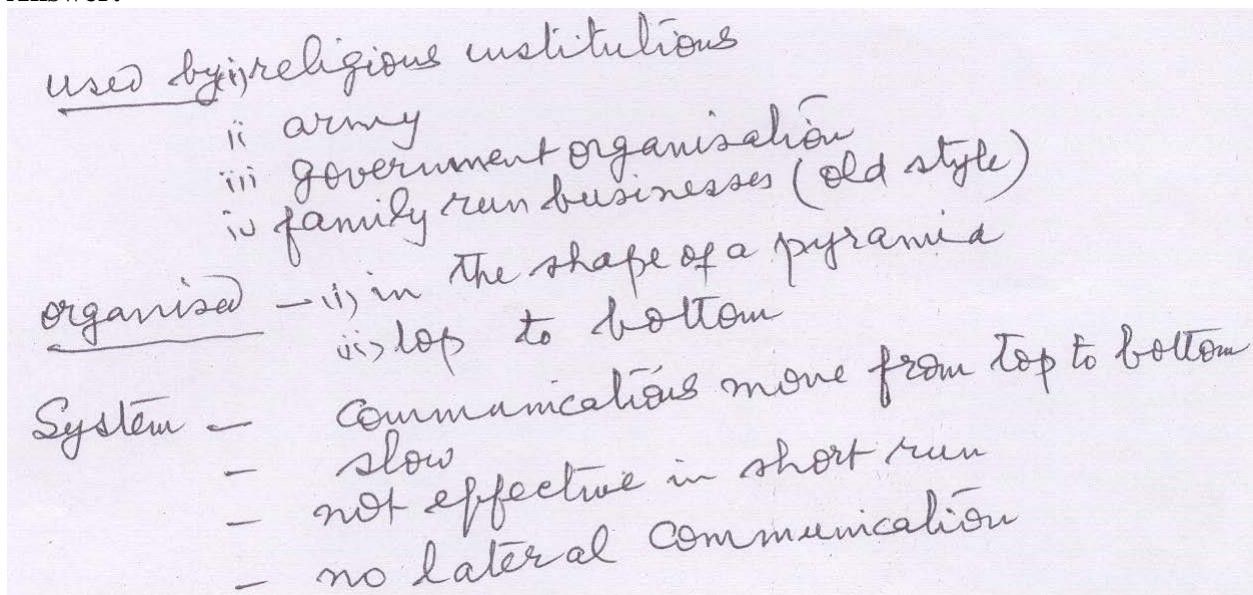 used by (i) religious institutions
ii army
iii government organisation
iv family run businesses (old style)
organised - (i) in the shape of a pyramid
(ii) top to bottom
System - communications move from top to bottom
- slow
- not effective in short run
- no lateral communication